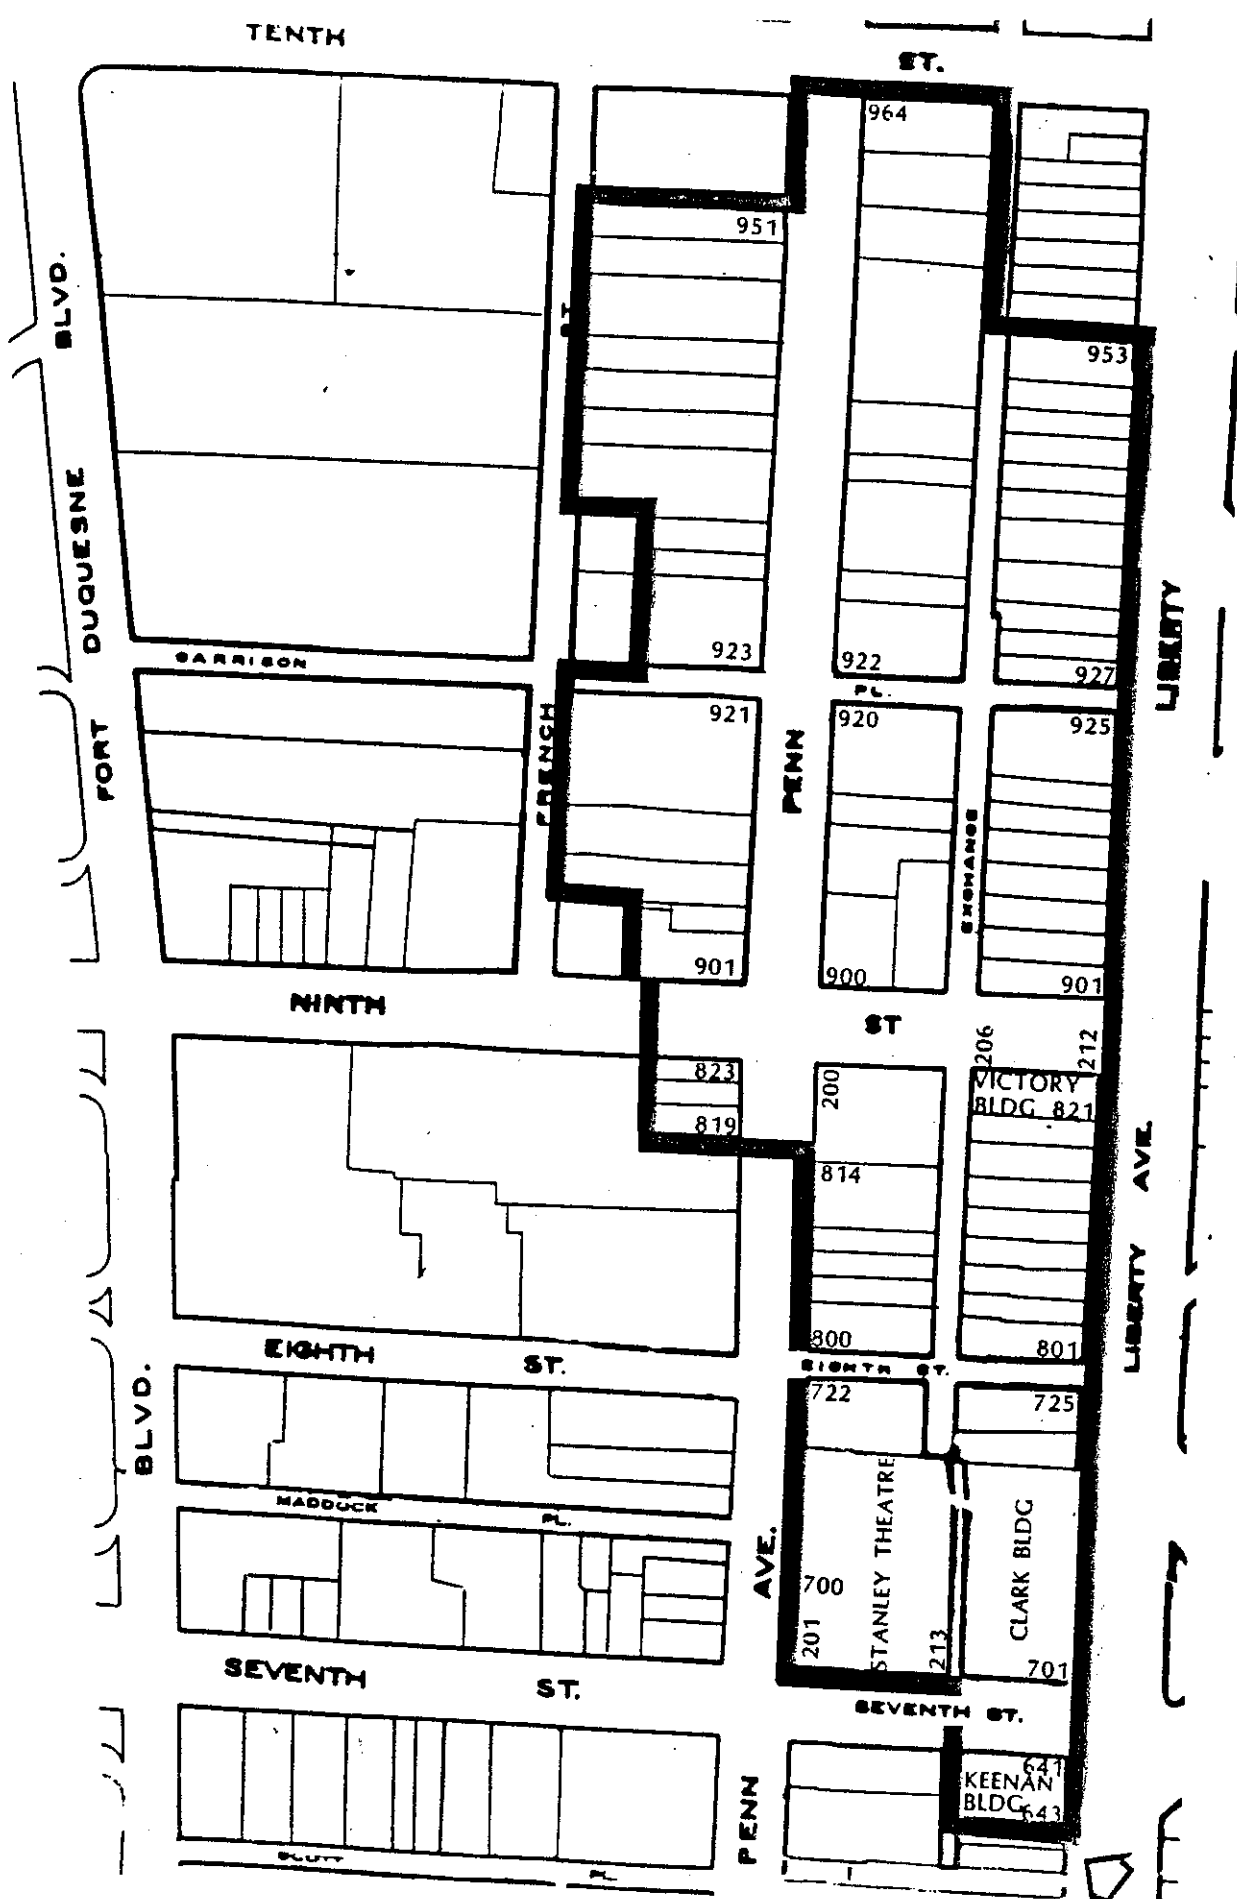 TENTH
ST.
964
951
BLVD.
ST
953
DUQUESNE
LIBERTY
923
922
927
GARRISON
PL.
921
920
925
FORT
FRENCH
PENN
EXCHANGE
901
900
901
NINTH
ST
206
212
823
200
VICTORY
BLDG 821
819
814
AVE.
LIBERTY
800
801
EIGHTH
ST.
EIGHTH ST.
722
725
BLVD.
MADDOCK
PL.
STANLEY THEATRE
CLARK BLDG
AVE.
700
201
213
701
SEVENTH
ST.
SEVENTH ST.
641
KEENAN
BLDG
643
PENN
SCOTT
PL.